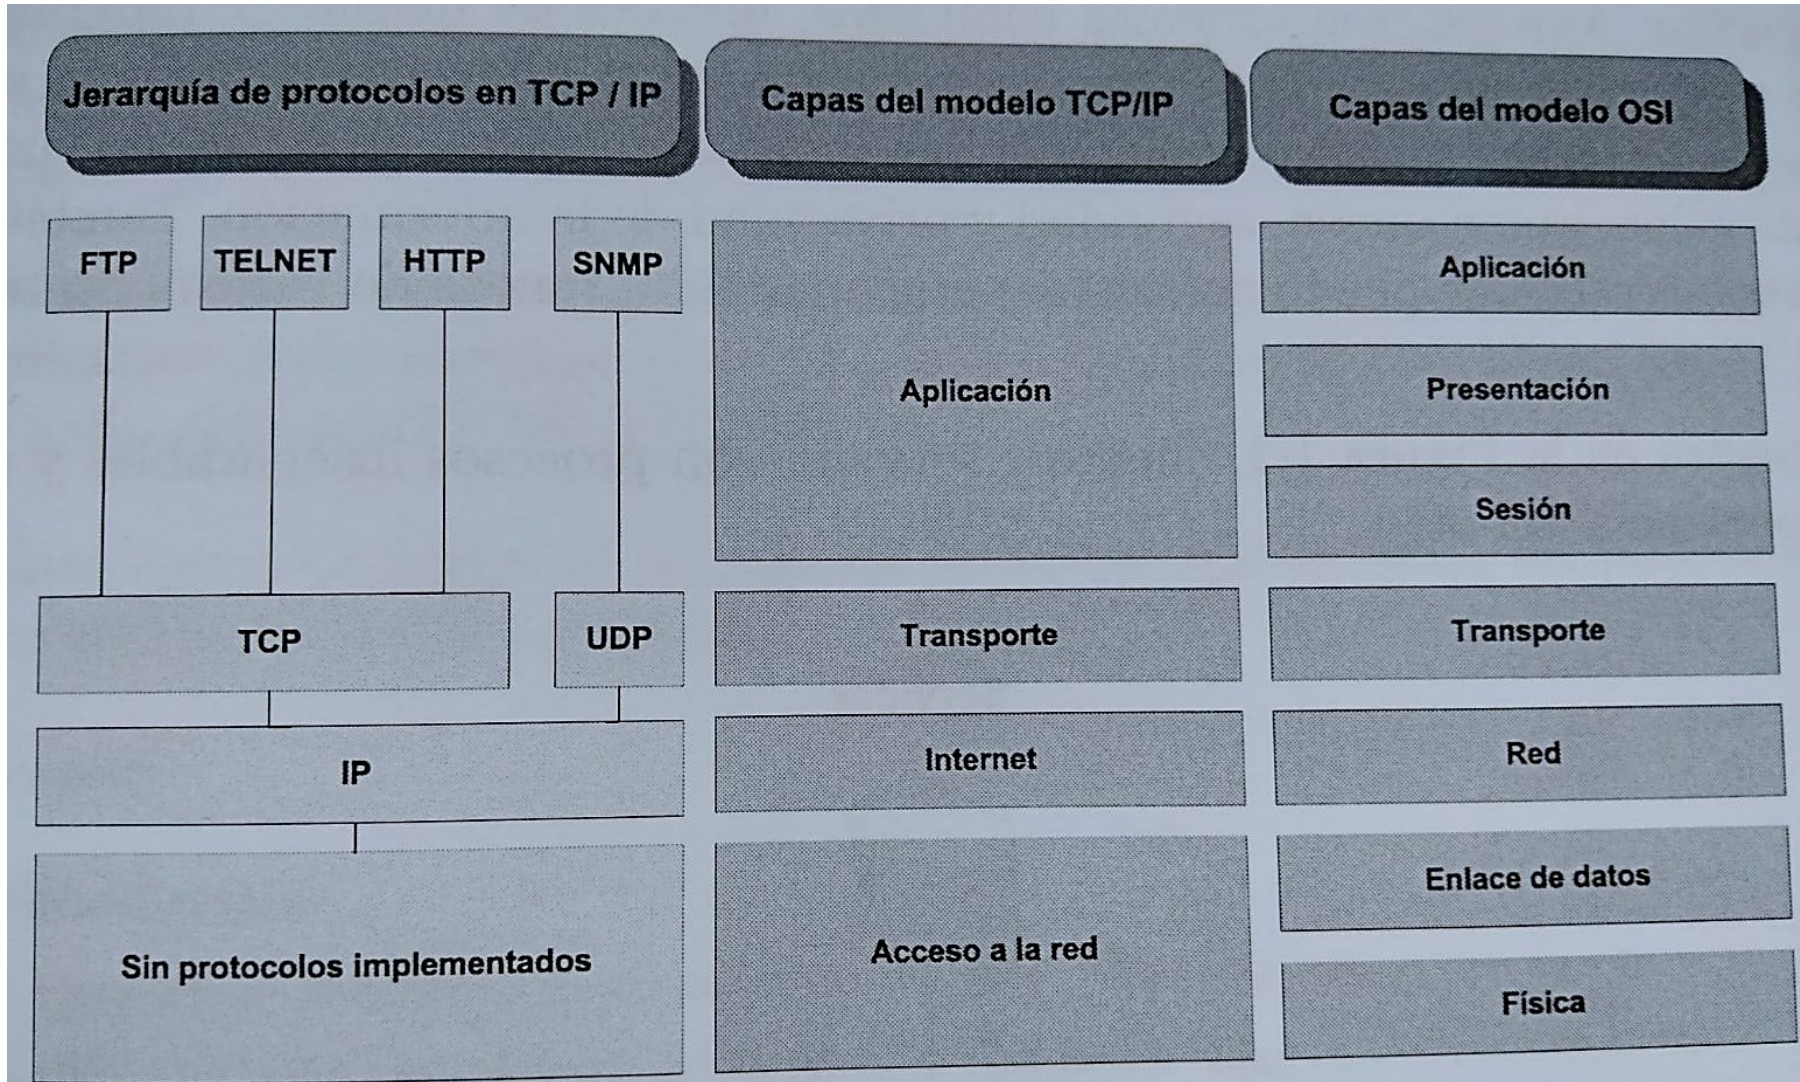 Jerarquía de protocolos en TCP / IP
Capas del modelo TCP/IP
Capas del modelo OSI
FTP
TELNET
HTTP
SNMP
TCP
UDP
IP
Sin protocolos implementados
Aplicación
Transporte
Internet
Acceso a la red
Aplicación
Presentación
Sesión
Transporte
Red
Enlace de datos
Física